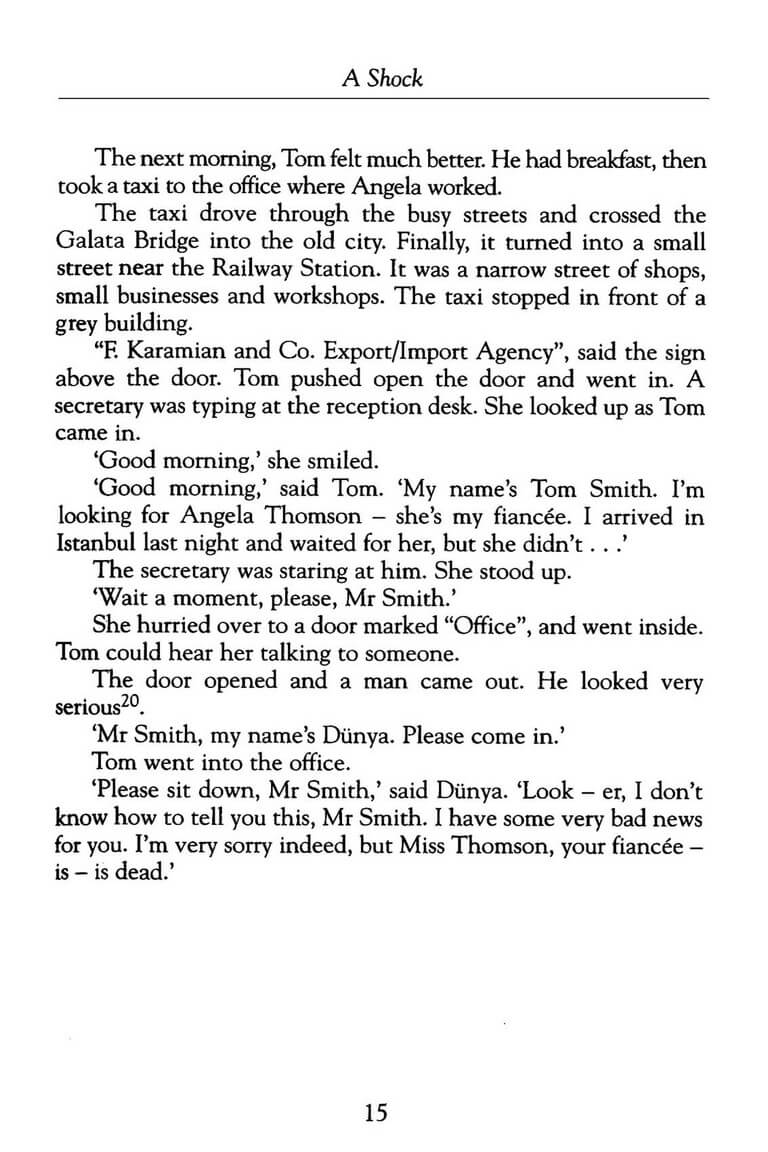 A Shock
The next morning, Tom felt much better. He had breakfast, then
took a taxi to the office where Angela worked.
The taxi drove through the busy streets and crossed the
Galata Bridge into the old city. Finally, it turned into a small
street near the Railway Station. It was a narrow street of shops,
small businesses and workshops. The taxi stopped in front of a
grey building.
“F. Karamian and Co. Export/Import Agency”, said the sign
above the door. Tom pushed open the door and went in. A
secretary was typing at the reception desk. She looked up as Tom
came in.
‘Good morning,’ she smiled.
‘Good morning,’ said Tom. ‘My name’s Tom Smith. I’m
looking for Angela Thomson – she’s my fiancée. I arrived in
Istanbul last night and waited for her, but she didn’t . . .’
The secretary was staring at him. She stood up.
‘Wait a moment, please, Mr Smith.’
She hurried over to a door marked “Office”, and went inside.
Tom could hear her talking to someone.
The door opened and a man came out. He looked very
serious20.
‘Mr Smith, my name’s Dünya. Please come in.’
Tom went into the office.
‘Please sit down, Mr Smith,’ said Dünya. ‘Look – er, I don’t
know how to tell you this, Mr Smith. I have some very bad news
for you. I’m very sorry indeed, but Miss Thomson, your fiancée –
is – is dead.’
15